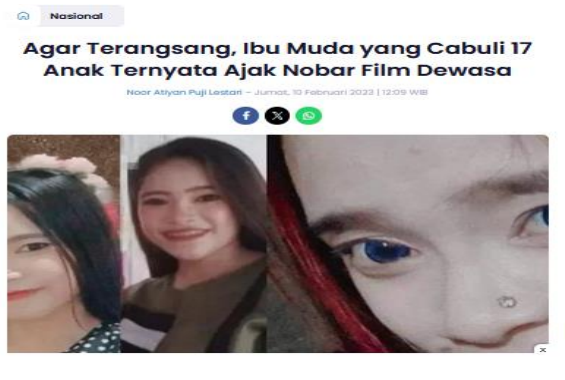 Nasional
Agar Terangsang, Ibu Muda yang Cabuli 17
Anak Ternyata Ajak Nobar Film Dewasa
Noor Atiyan Puji Lestari - Jumat, 10 Februari 2023 | 12:09 WIB